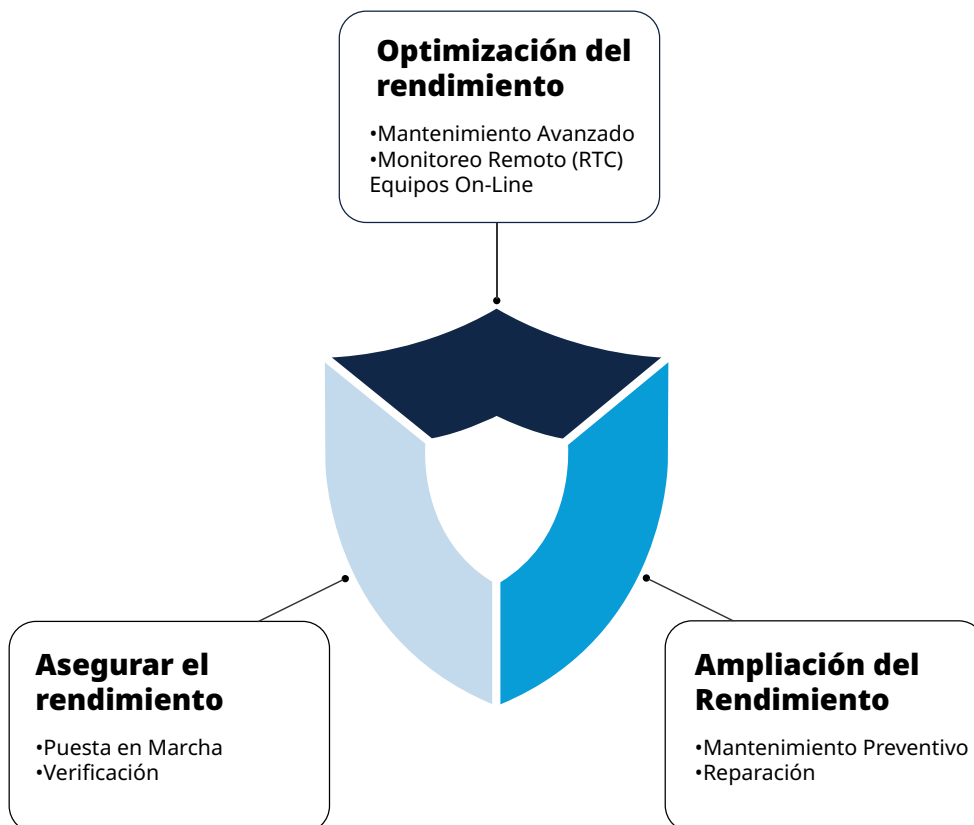 Optimización del
rendimiento
•Mantenimiento Avanzado
•Monitoreo Remoto (RTC)
Equipos On-Line
Asegurar el
rendimiento
•Puesta en Marcha
•Verificación
Ampliación del
Rendimiento
•Mantenimiento Preventivo
•Reparación